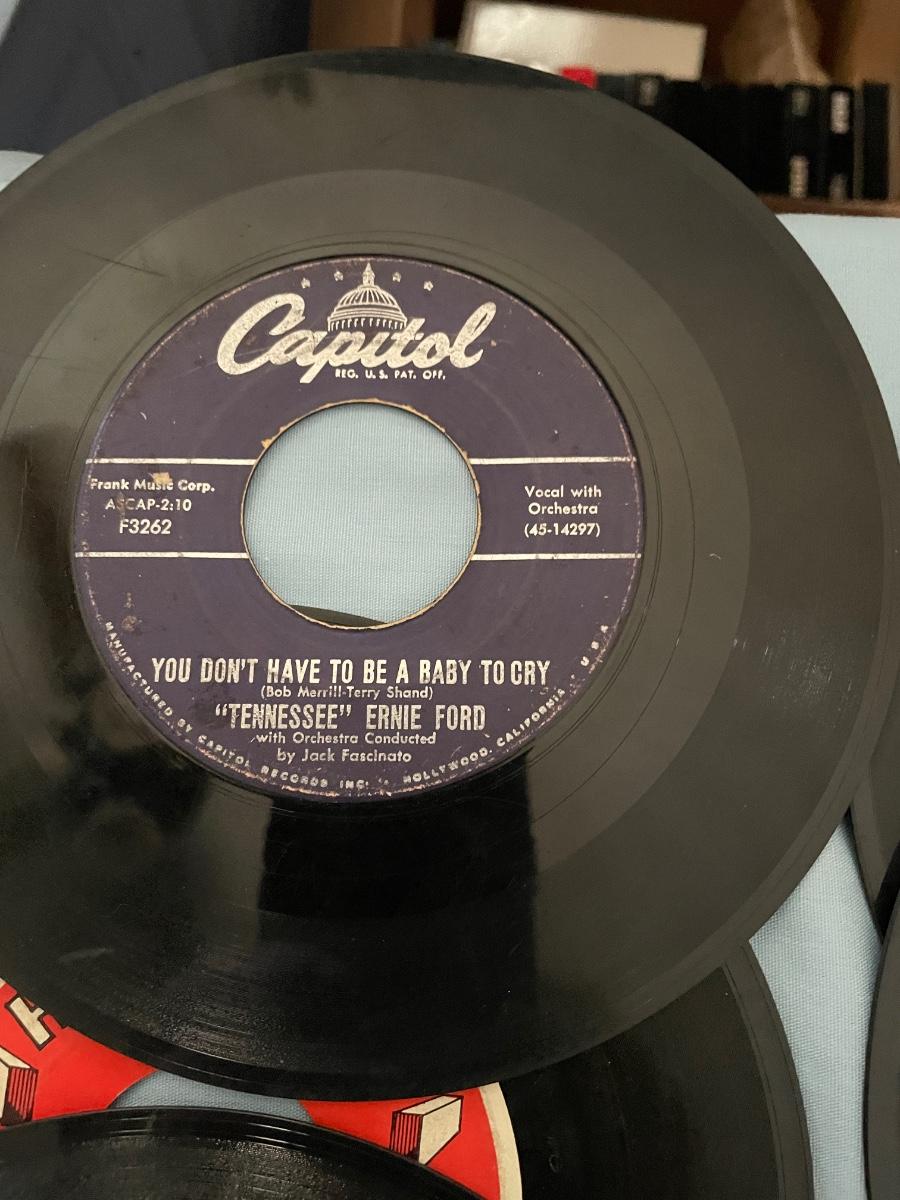 Capitol
REG. U.S. PAT. OFF.
Frank Music Corp.
ASCAP-2:10
F3262
Vocal with
Orchestra
(45-14297)
YOU DON'T HAVE TO BE A BABY TO CRY
(Bob Merrill-Terry Shand)
"TENNESSEE" ERNIE FORD
with Orchestra Conducted
by Jack Fascinato
MANUFACTURED BY CAPITOL RECORDS INC. HOLLYWOOD, CALIFORNIA U.S.A